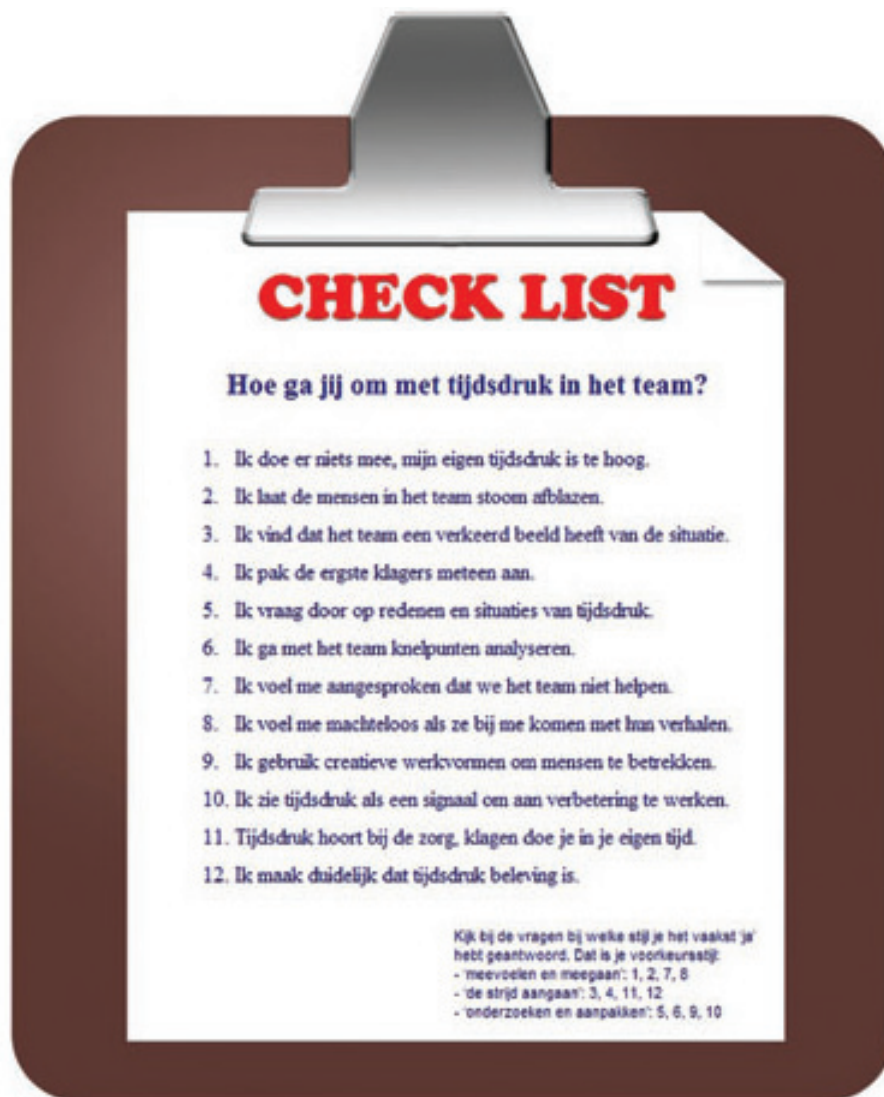 CHECK LIST
Hoe ga jij om met tijdsdruk in het team?
1. Ik doe er niets mee, mijn eigen tijdsdruk is te hoog.
2. Ik laat de mensen in het team stoom afblazen.
3. Ik vind dat het team een verkeerd beeld heeft van de situatie.
4. Ik pak de ergste klagers meteen aan.
5. Ik vraag door op redenen en situaties van tijdsdruk.
6. Ik ga met het team knelpunten analyseren.
7. Ik voel me aangesproken dat we het team niet helpen.
8. Ik voel me machteloos als ze bij me komen met hun verhalen.
9. Ik gebruik creatieve werkvormen om mensen te betrekken.
10. Ik zie tijdsdruk als een signaal om aan verbetering te werken.
11. Tijdsdruk hoort bij de zorg, klagen doe je in je eigen tijd.
12. Ik maak duidelijk dat tijdsdruk beleving is.
Kijk bij de vragen bij welke stijl je het vaakst 'ja'
hebt geantwoord. Dat is je voorkeursstijl:
- 'meevoelen en meegaan': 1, 2, 7, 8
- 'de strijd aangaan': 3, 4, 11, 12
- 'onderzoeken en aanpakken': 5, 6, 9, 10